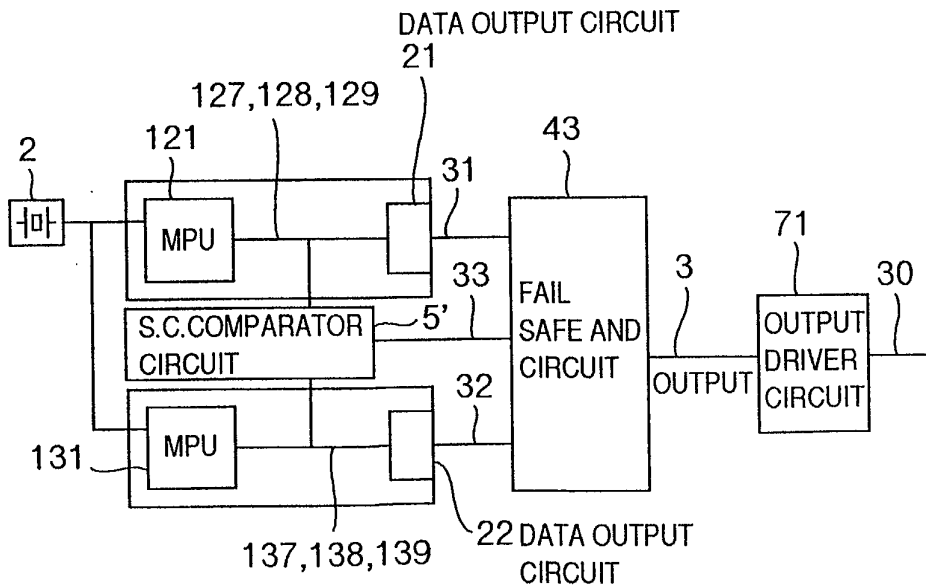 DATA OUTPUT CIRCUIT
21
127,128,129
43
2
121
31
MPU
71
33
3
30
FAIL
SAFE AND
CIRCUIT
S.C.COMPARATOR
CIRCUIT
5'
OUTPUT
DRIVER
CIRCUIT
OUTPUT
32
MPU
131
22 DATA OUTPUT
CIRCUIT
137,138,139